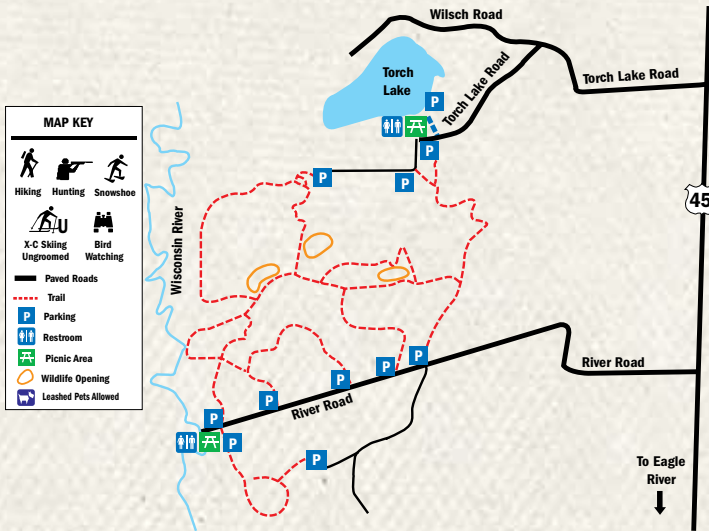 Wilsch Road
Torch Lake Road
Torch
Lake
Torch Lake Road
P
P
P
P
45
MAP KEY
Hiking
Hunting
Snowshoe
X-C Skiing
Ungroomed
U
Bird
Watching
Paved Roads
Trail
P
Parking
Restroom
Picnic Area
Wildlife Opening
Leashed Pets Allowed
Wisconsin River
P
P
P
P
P
P
P
River Road
River Road
To Eagle
River